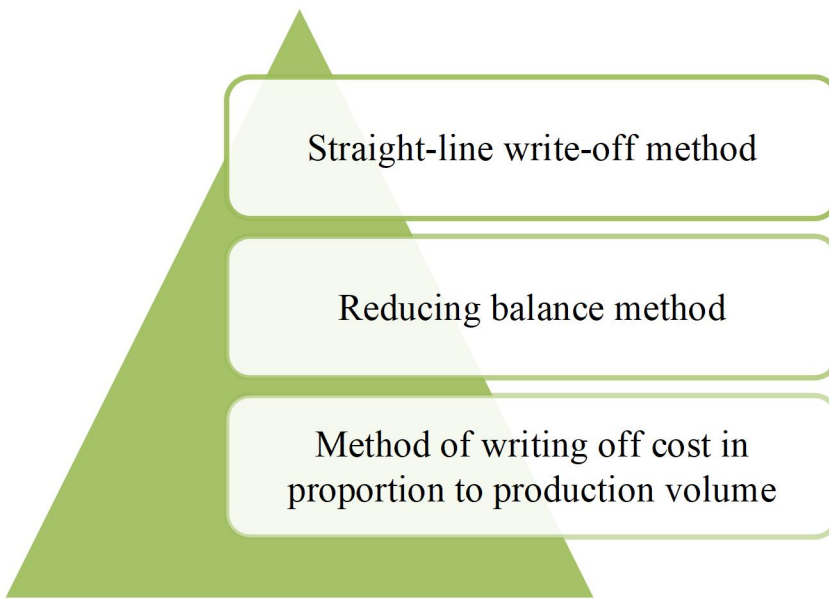 Straight-line write-off method
Reducing balance method
Method of writing off cost in
proportion to production volume